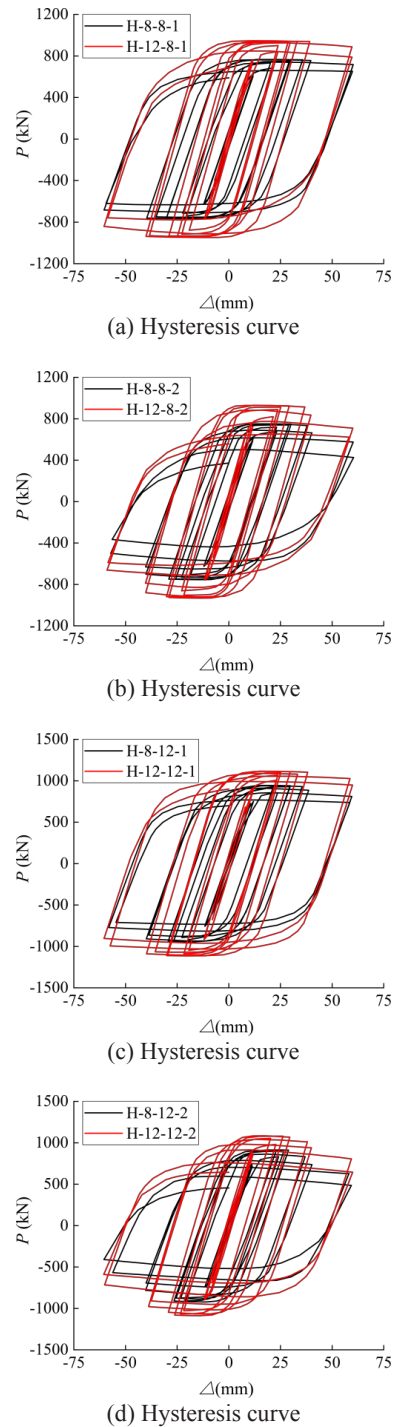 H-8-8-1
H-12-8-1
1200
800
400
0
-400
-800
-1200
P (kN)
-75 -50 -25 0 25 50 75
Δ(mm)
(a) Hysteresis curve
H-8-8-2
H-12-8-2
1200
800
400
0
-400
-800
-1200
P (kN)
-75 -50 -25 0 25 50 75
Δ(mm)
(b) Hysteresis curve
H-8-12-1
H-12-12-1
1500
1000
500
0
-500
-1000
-1500
P (kN)
-75 -50 -25 0 25 50 75
Δ(mm)
(c) Hysteresis curve
H-8-12-2
H-12-12-2
1500
1000
500
0
-500
-1000
-1500
P (kN)
-75 -50 -25 0 25 50 75
Δ(mm)
(d) Hysteresis curve